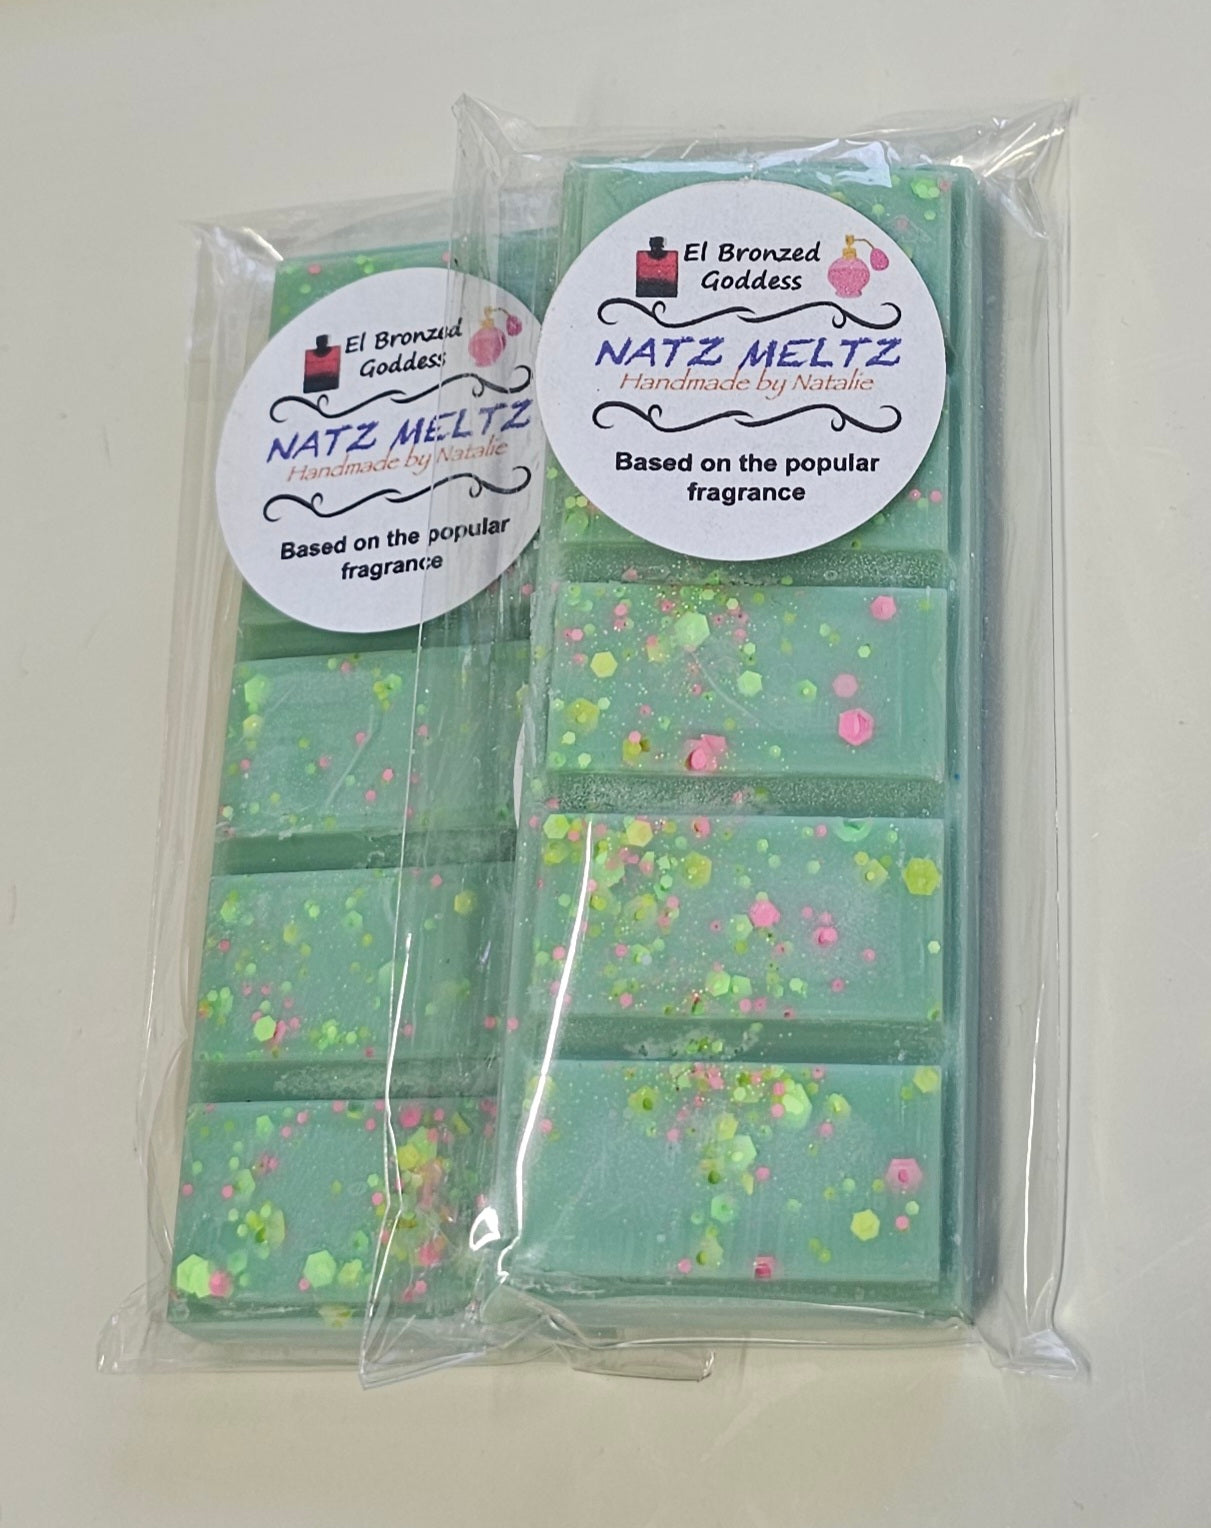 El Bronzed
Goddess
NATZ MELTZ
Handmade by Natalie
Based on the popular
fragrance
El Bronzed
Goddess
NATZ MELTZ
Handmade by Natalie
Based on the popular
fragrance